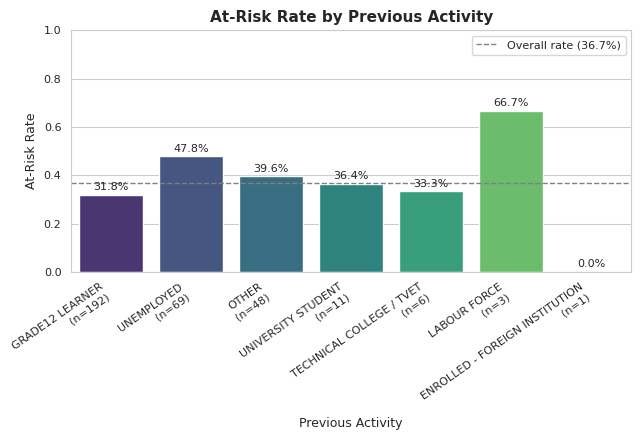 At-Risk Rate by Previous Activity
Overall rate (36.7%)
At-Risk Rate
1.0
0.8
0.6
0.4
0.2
0.0
31.8%
47.8%
39.6%
36.4%
33.3%
66.7%
0.0%
GRADE12 LEARNER
(n=192)
UNEMPLOYED
(n=69)
OTHER
(n=48)
UNIVERSITY STUDENT
(n=11)
TECHNICAL COLLEGE / TVET
(n=6)
LABOUR FORCE
(n=3)
ENROLLED - FOREIGN INSTITUTION
(n=1)
Previous Activity